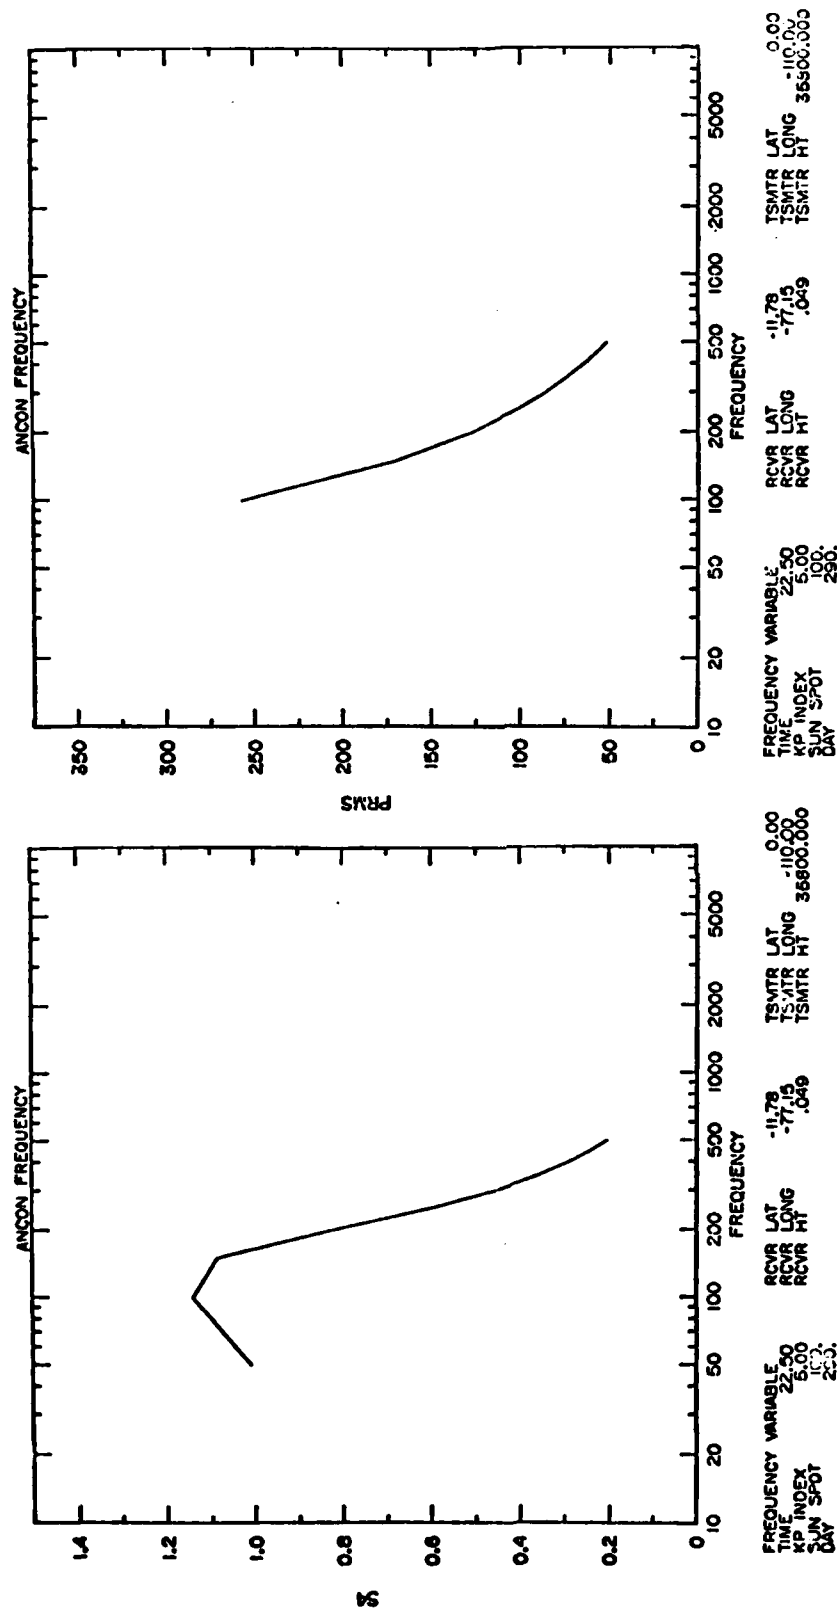 ANCON FREQUENCY
1.4
1.2
1.0
0.8
0.6
0.4
0.2
0
S4
10 20 50 100 200 500 1000 2000 5000
FREQUENCY
FREQUENCY VARIABLE
TIME 22.50
KP INDEX 5.00
SUN SPOT
DAY
RCVR LAT -11.78
RCVR LONG -77.15
RCVR HT .049
TSMTR LAT 0.00
TSMTR LONG -110.00
TSMTR HT 36800.000
ANCON FREQUENCY
350
300
250
200
150
100
50
0
PRMS
10 20 50 100 200 500 1000 2000 5000
FREQUENCY
FREQUENCY VARIABLE
TIME 22.50
KP INDEX 5.00
SUN SPOT 100.
DAY 290.
RCVR LAT -11.78
RCVR LONG -77.15
RCVR HT .049
TSMTR LAT 0.00
TSMTR LONG -110.00
TSMTR HT